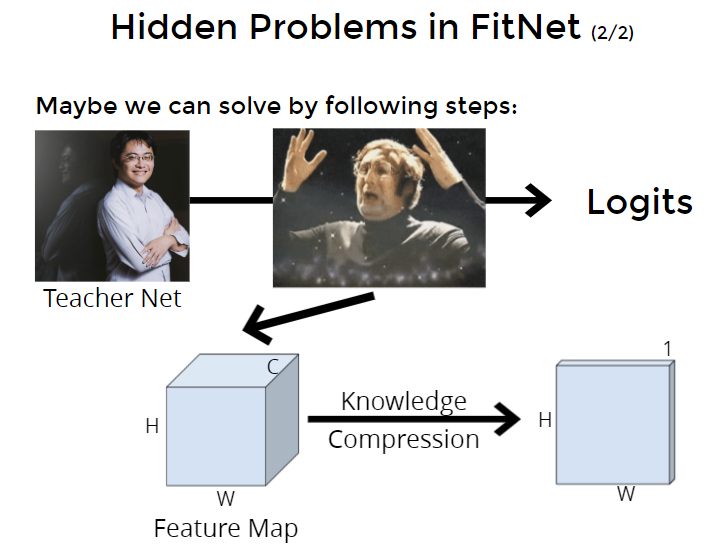 Hidden Problems in FitNet (2/2)
Maybe we can solve by following steps:
Logits
Teacher Net
C
H
W
Feature Map
Knowledge
Compression
1
H
W